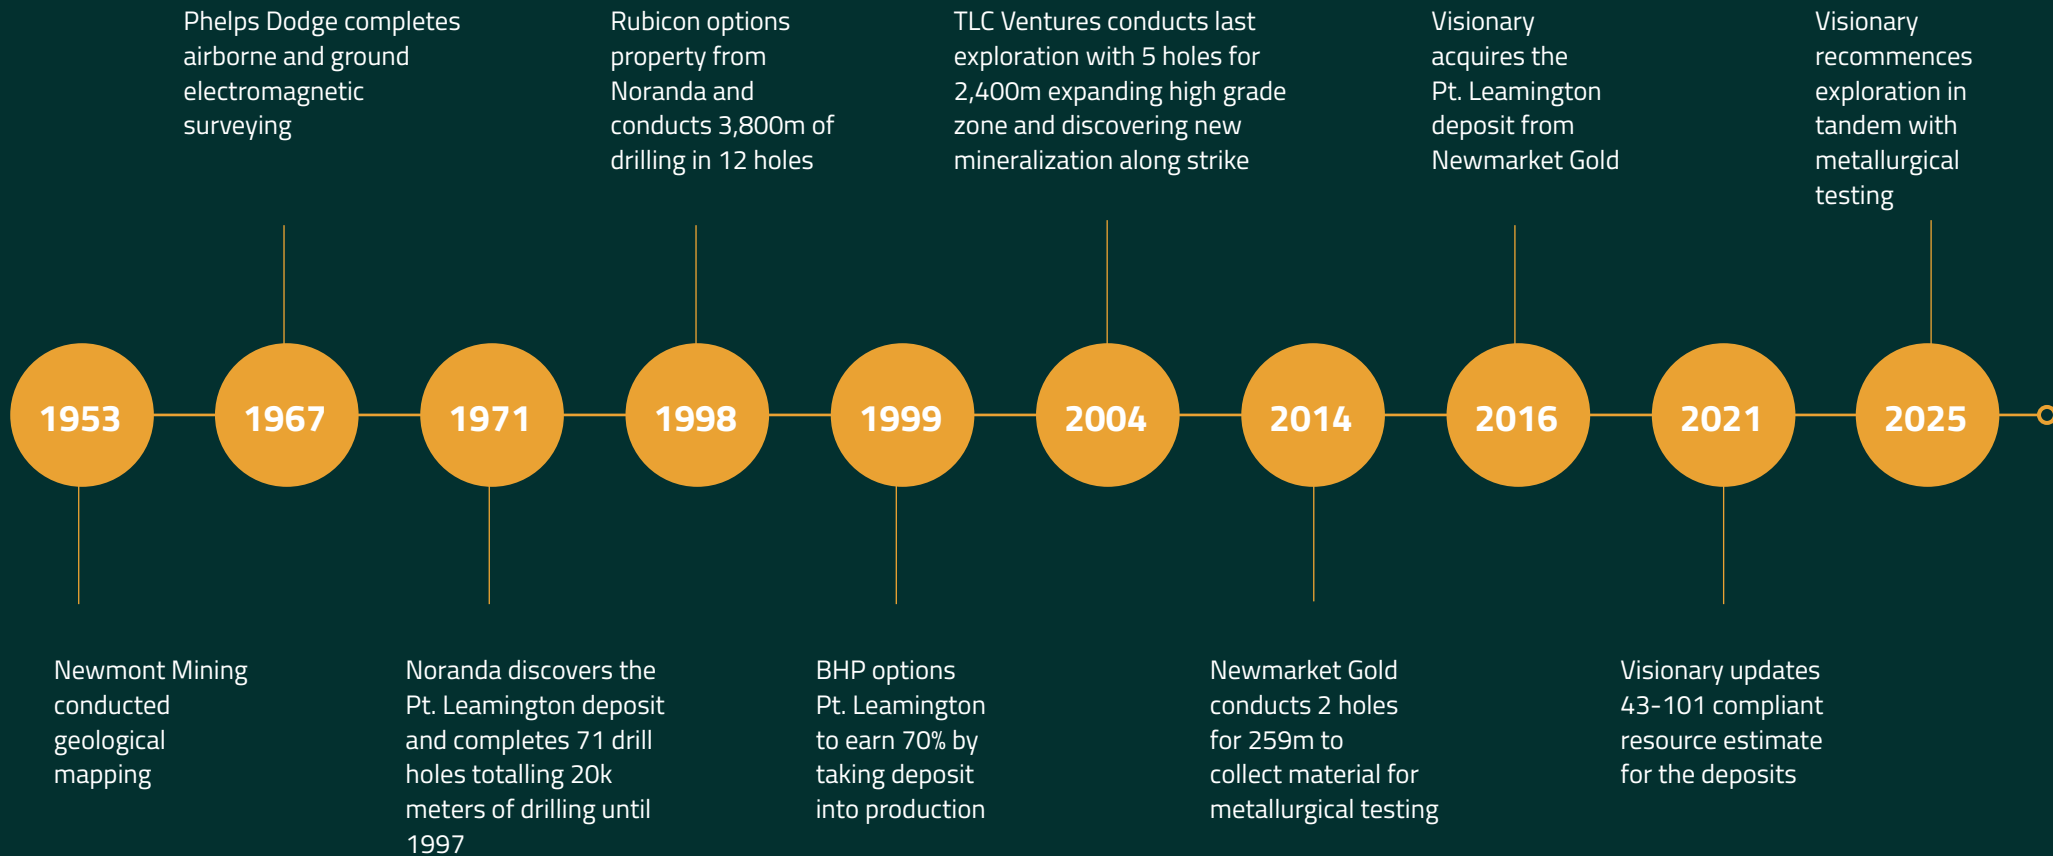 Phelps Dodge completes
airborne and ground
electromagnetic
surveying
Rubicon options
property from
Noranda and
conducts 3,800m of
drilling in 12 holes
TLC Ventures conducts last
exploration with 5 holes for
2,400m expanding high grade
zone and discovering new
mineralization along strike
Visionary
acquires the
Pt. Leamington
deposit from
Newmarket Gold
Visionary
recommences
exploration in
tandem with
metallurgical
testing
1953
1967
1971
1998
1999
2004
2014
2016
2021
2025
Newmont Mining
conducted
geological
mapping
Noranda discovers the
Pt. Leamington deposit
and completes 71 drill
holes totalling 20k
meters of drilling until
1997
BHP options
Pt. Leamington
to earn 70% by
taking deposit
into production
Newmarket Gold
conducts 2 holes
for 259m to
collect material for
metallurgical testing
Visionary updates
43-101 compliant
resource estimate
for the deposits